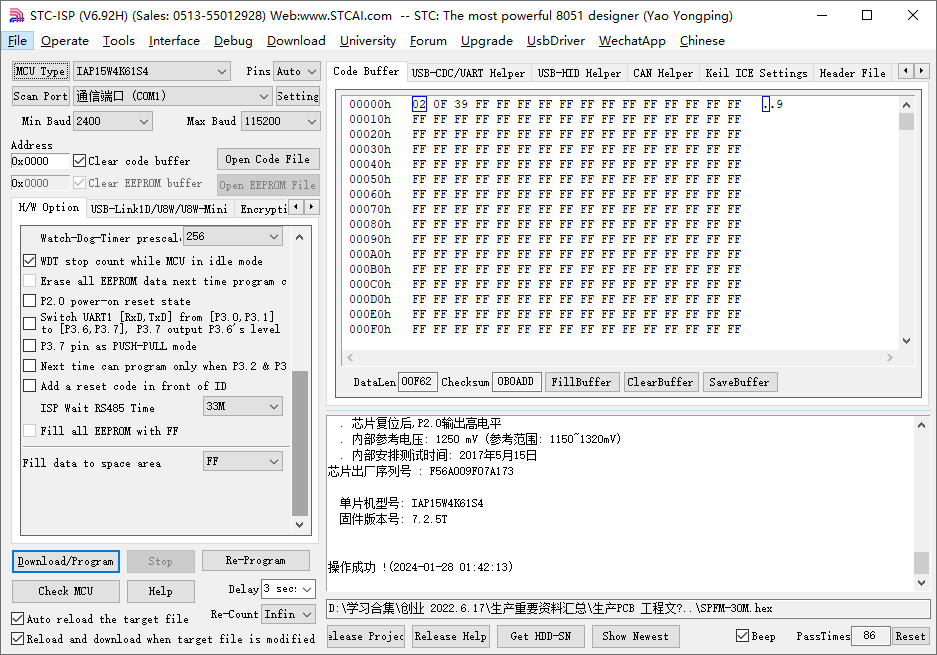 STC-ISP (V6.92H) (Sales: 0513-55012928) Web:www.STCAI.com -- STC: The most powerful 8051 designer (Yao Yongping)
File Operate Tools Interface Debug Download University Forum Upgrade UsbDriver WechatApp Chinese
MCU Type IAP15W4K61S4 Pins Auto
Scan Port 通信端口 (COM1) Setting
Min Baud 2400 Max Baud 115200
Address
0x0000 Clear code buffer Open Code File
0x0000 Clear EEPROM buffer Open EEPROM File
H/W Option USB-Link1D/U8W/U8W-Mini Encrypti
Watch-Dog-Timer prescal 256
WDT stop count while MCU in idle mode
Erase all EEPROM data next time program c
P2.0 power-on reset state
Switch UART1 [RxD,TxD] from [P3.0,P3.1]
to [P3.6,P3.7], P3.7 output P3.6's level
P3.7 pin as PUSH-PULL mode
Next time can program only when P3.2 & P3
Add a reset code in front of ID
ISP Wait RS485 Time 33M
Fill all EEPROM with FF
Fill data to space area FF
Download/Program Stop Re-Program
Check MCU Help Delay 3 sec
Auto reload the target file Re-Count Infin
Reload and download when target file is modified
Code Buffer USB-CDC/UART Helper USB-HID Helper CAN Helper Keil ICE Settings Header File
00000h 02 0F 39 FF FF FF FF FF FF FF FF FF FF FF FF FF ..9
00010h FF FF FF FF FF FF FF FF FF FF FF FF FF FF FF FF
00020h FF FF FF FF FF FF FF FF FF FF FF FF FF FF FF FF
00030h FF FF FF FF FF FF FF FF FF FF FF FF FF FF FF FF
00040h FF FF FF FF FF FF FF FF FF FF FF FF FF FF FF FF
00050h FF FF FF FF FF FF FF FF FF FF FF FF FF FF FF FF
00060h FF FF FF FF FF FF FF FF FF FF FF FF FF FF FF FF
00070h FF FF FF FF FF FF FF FF FF FF FF FF FF FF FF FF
00080h FF FF FF FF FF FF FF FF FF FF FF FF FF FF FF FF
00090h FF FF FF FF FF FF FF FF FF FF FF FF FF FF FF FF
000A0h FF FF FF FF FF FF FF FF FF FF FF FF FF FF FF FF
000B0h FF FF FF FF FF FF FF FF FF FF FF FF FF FF FF FF
000C0h FF FF FF FF FF FF FF FF FF FF FF FF FF FF FF FF
000D0h FF FF FF FF FF FF FF FF FF FF FF FF FF FF FF FF
000E0h FF FF FF FF FF FF FF FF FF FF FF FF FF FF FF FF
000F0h FF FF FF FF FF FF FF FF FF FF FF FF FF FF FF FF
DataLen 00F62 Checksum 0B0ADD FillBuffer ClearBuffer SaveBuffer
. 芯片复位后,P2.0输出高电平
. 内部参考电压: 1250 mV (参考范围: 1150~1320mV)
. 内部安排测试时间: 2017年5月15日
芯片出厂序列号 : F56A009F07A173
单片机型号: IAP15W4K61S4
固件版本号: 7.2.5T
操作成功 !(2024-01-28 01:42:13)
D:\学习合集\创业 2022.6.17\生产重要资料汇总\生产PCB 工程文?..\SPFM-30M.hex
elease Projec Release Help Get HDD-SN Show Newest Beep PassTimes 86 Reset